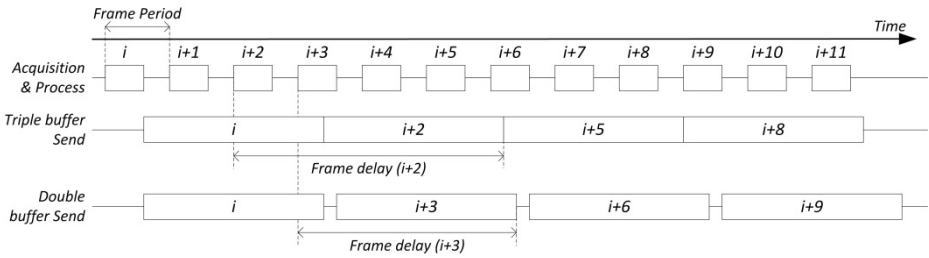 Frame Period
Time
i i+1 i+2 i+3 i+4 i+5 i+6 i+7 i+8 i+9 i+10 i+11
Acquisition
& Process
Triple buffer
Send
i i+2 i+5 i+8
Frame delay (i+2)
Double
buffer Send
i i+3 i+6 i+9
Frame delay (i+3)